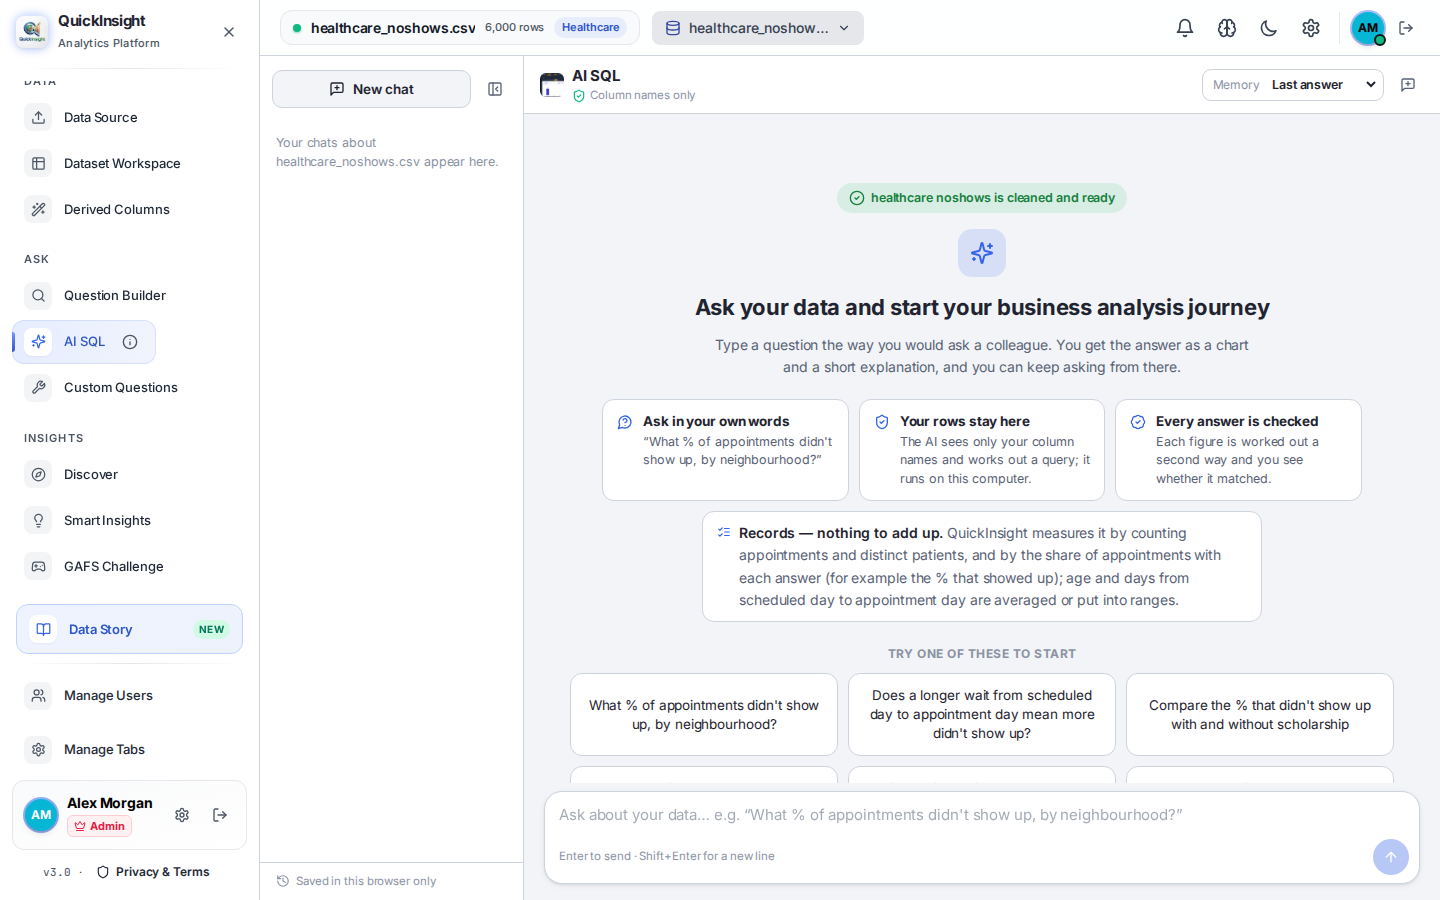 QuickInsight
Analytics Platform
DATA
Data Source
Dataset Workspace
Derived Columns
ASK
Question Builder
AI SQL
Custom Questions
INSIGHTS
Discover
Smart Insights
GAFS Challenge
Data Story
NEW
Manage Users
Manage Tabs
AM
Alex Morgan
Admin
v3.0 ·
Privacy & Terms
healthcare_noshows.csv
6,000 rows
Healthcare
healthcare_noshow...
AM
New chat
Your chats about
healthcare_noshows.csv appear here.
Saved in this browser only
AI SQL
Column names only
Memory
Last answer
healthcare noshows is cleaned and ready
Ask your data and start your business analysis journey
Type a question the way you would ask a colleague. You get the answer as a chart
and a short explanation, and you can keep asking from there.
Ask in your own words
“What % of appointments didn't
show up, by neighbourhood?”
Your rows stay here
The AI sees only your column
names and works out a query; it
runs on this computer.
Every answer is checked
Each figure is worked out a
second way and you see
whether it matched.
Records — nothing to add up. QuickInsight measures it by counting
appointments and distinct patients, and by the share of appointments with
each answer (for example the % that showed up); age and days from
scheduled day to appointment day are averaged or put into ranges.
TRY ONE OF THESE TO START
What % of appointments didn't show
up, by neighbourhood?
Does a longer wait from scheduled
day to appointment day mean more
didn't show up?
Compare the % that didn't show up
with and without scholarship
Ask about your data... e.g. “What % of appointments didn't show up, by neighbourhood?”
Enter to send · Shift+Enter for a new line